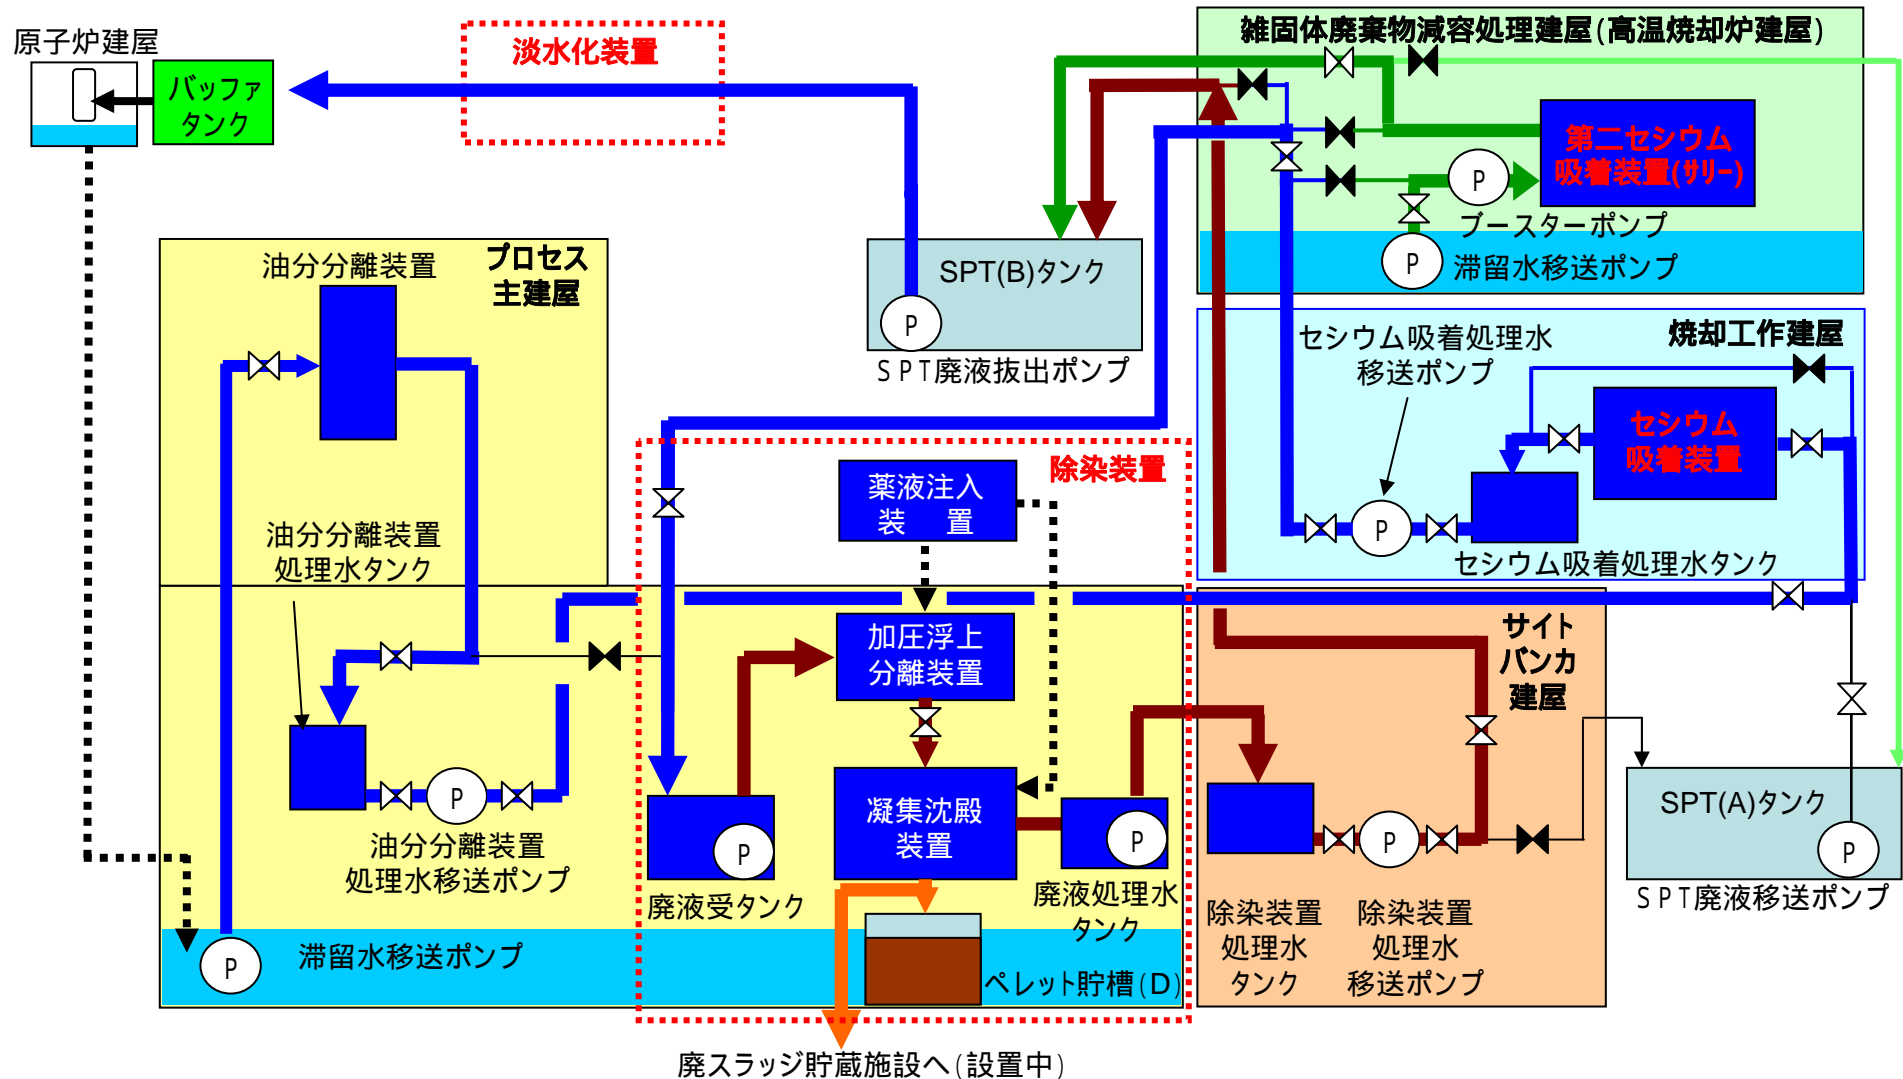 原子炉建屋
バッファ
タンク
淡水化装置
雑固体廃棄物減容処理建屋(高温焼却炉建屋)
第二セシウム
吸着装置(ｻﾘｰ)
P
ブースターポンプ
P
滞留水移送ポンプ
SPT(B)タンク
P
ＳＰＴ廃液抜出ポンプ
プロセス
主建屋
油分分離装置
セシウム吸着処理水
移送ポンプ
焼却工作建屋
セシウム
吸着装置
P
セシウム吸着処理水タンク
除染装置
薬液注入
装　置
油分分離装置
処理水タンク
加圧浮上
分離装置
サイト
バンカ
建屋
P
油分分離装置
処理水移送ポンプ
P
廃液受タンク
凝集沈殿
装置
P
廃液処理水
タンク
P
除染装置
処理水
タンク
除染装置
処理水
移送ポンプ
SPT(A)タンク
P
ＳＰＴ廃液移送ポンプ
P
滞留水移送ポンプ
ペレット貯槽(D)
廃スラッジ貯蔵施設へ(設置中)